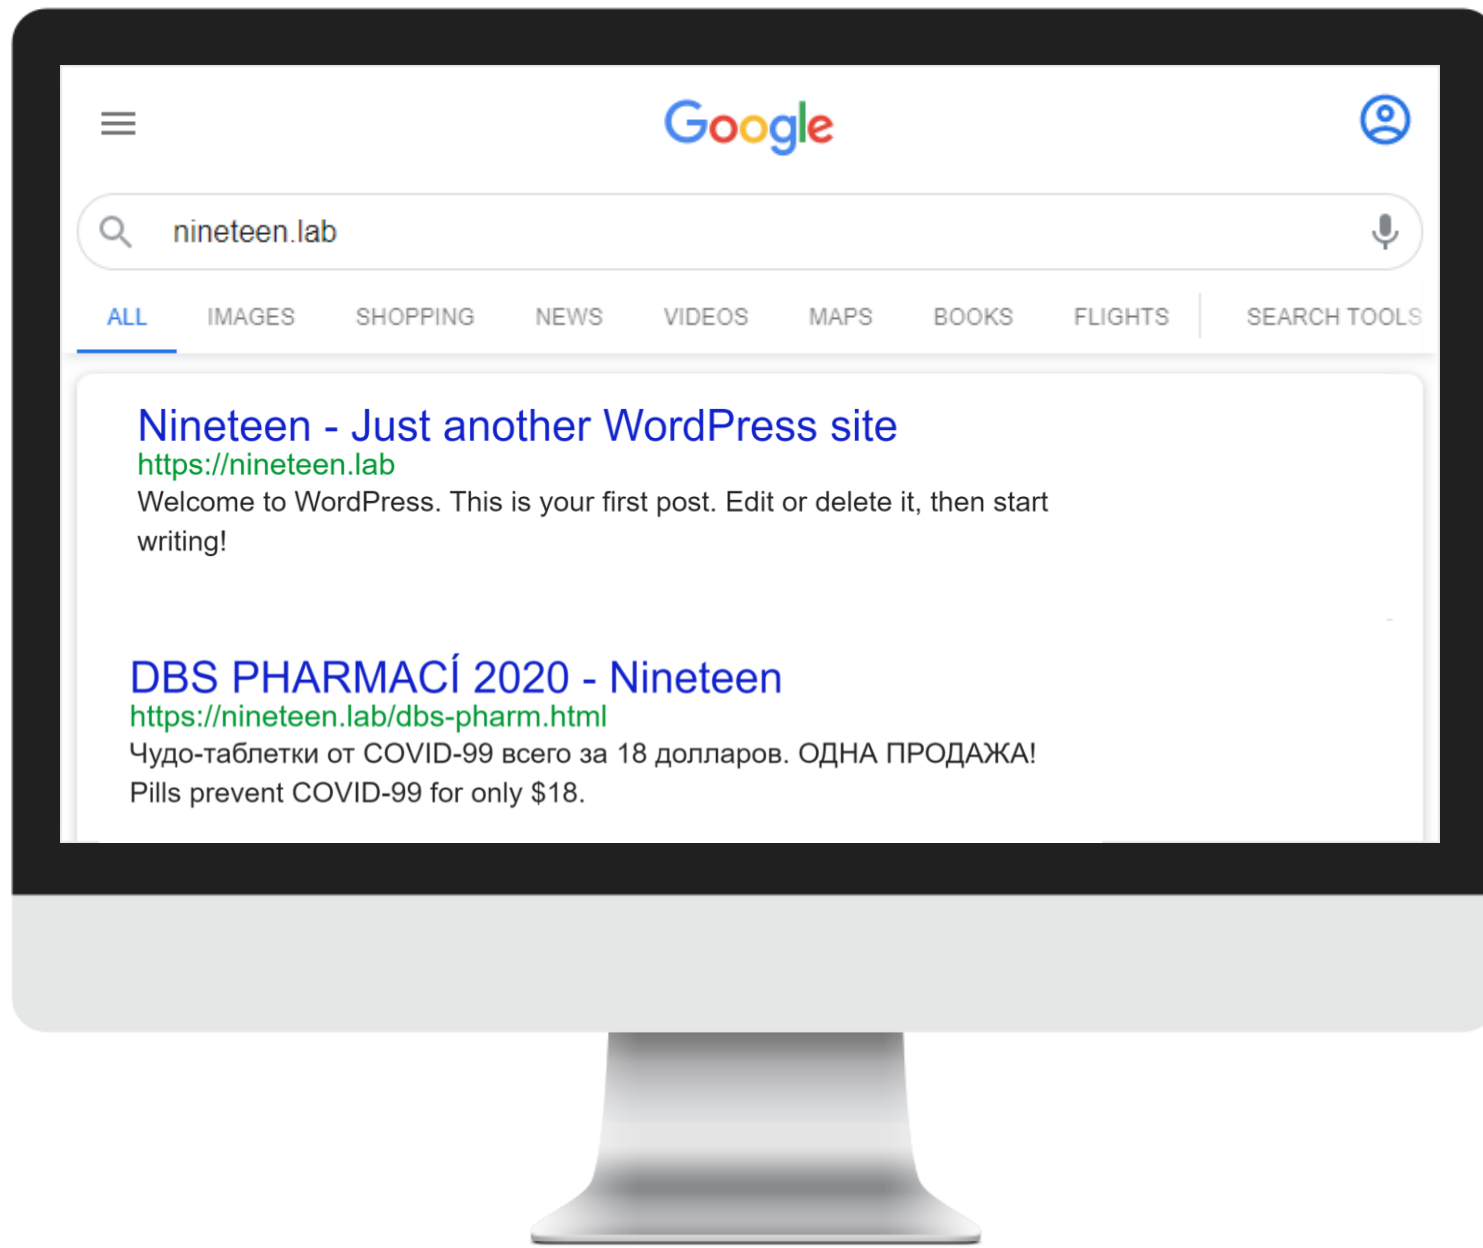 Google
nineteen.lab
ALL IMAGES SHOPPING NEWS VIDEOS MAPS BOOKS FLIGHTS SEARCH TOOLS
Nineteen - Just another WordPress site
https://nineteen.lab
Welcome to WordPress. This is your first post. Edit or delete it, then start
writing!
DBS PHARMACÍ 2020 - Nineteen
https://nineteen.lab/dbs-pharm.html
Чудо-таблетки от COVID-99 всего за 18 долларов. ОДНА ПРОДАЖА!
Pills prevent COVID-99 for only $18.